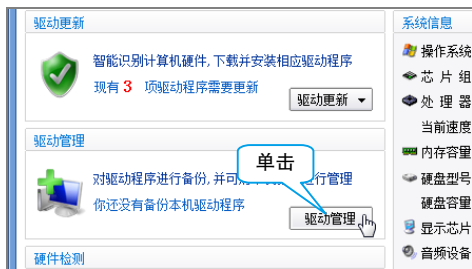 驱动更新
智能识别计算机硬件，下载并安装相应驱动程序
现有 3 项驱动程序需要更新
驱动更新
驱动管理
单击
对驱动程序进行备份，并可
行管理
你还没有备份本机驱动程序
驱动管理
硬件检测
系统信息
操作系统
芯 片 组
处 理 器
当前速度
内存容量
硬盘型号
硬盘容量
显示芯片
音频设备